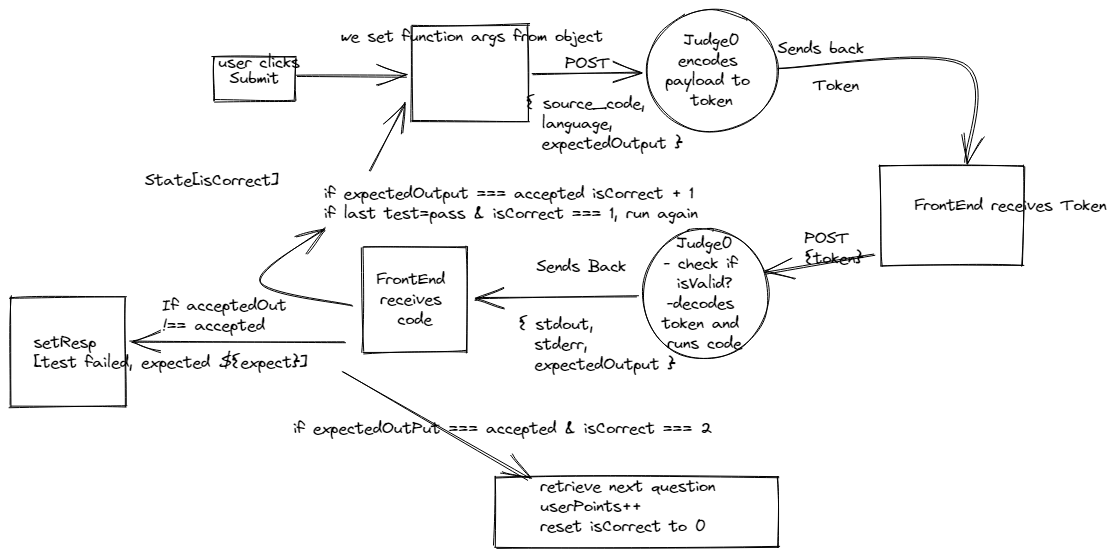 we set function args from object
user clicks
Submit
POST
{ source_code,
language,
expectedOutput }
Judge0
encodes
payload to
token
Sends back
Token
FrontEnd receives Token
POST
{token}
Judge0
- check if
isValid?
-decodes
token and
runs code
Sends Back
{ stdout,
stderr,
expectedOutput }
FrontEnd
receives
code
State[isCorrect]
if expectedOutput === accepted isCorrect + 1
if last test=pass & isCorrect === 1, run again
If acceptedOut
!== accepted
setResp
[test failed, expected ${expect}]
if expectedOutPut === accepted & isCorrect === 2
retrieve next question
userPoints++
reset isCorrect to 0